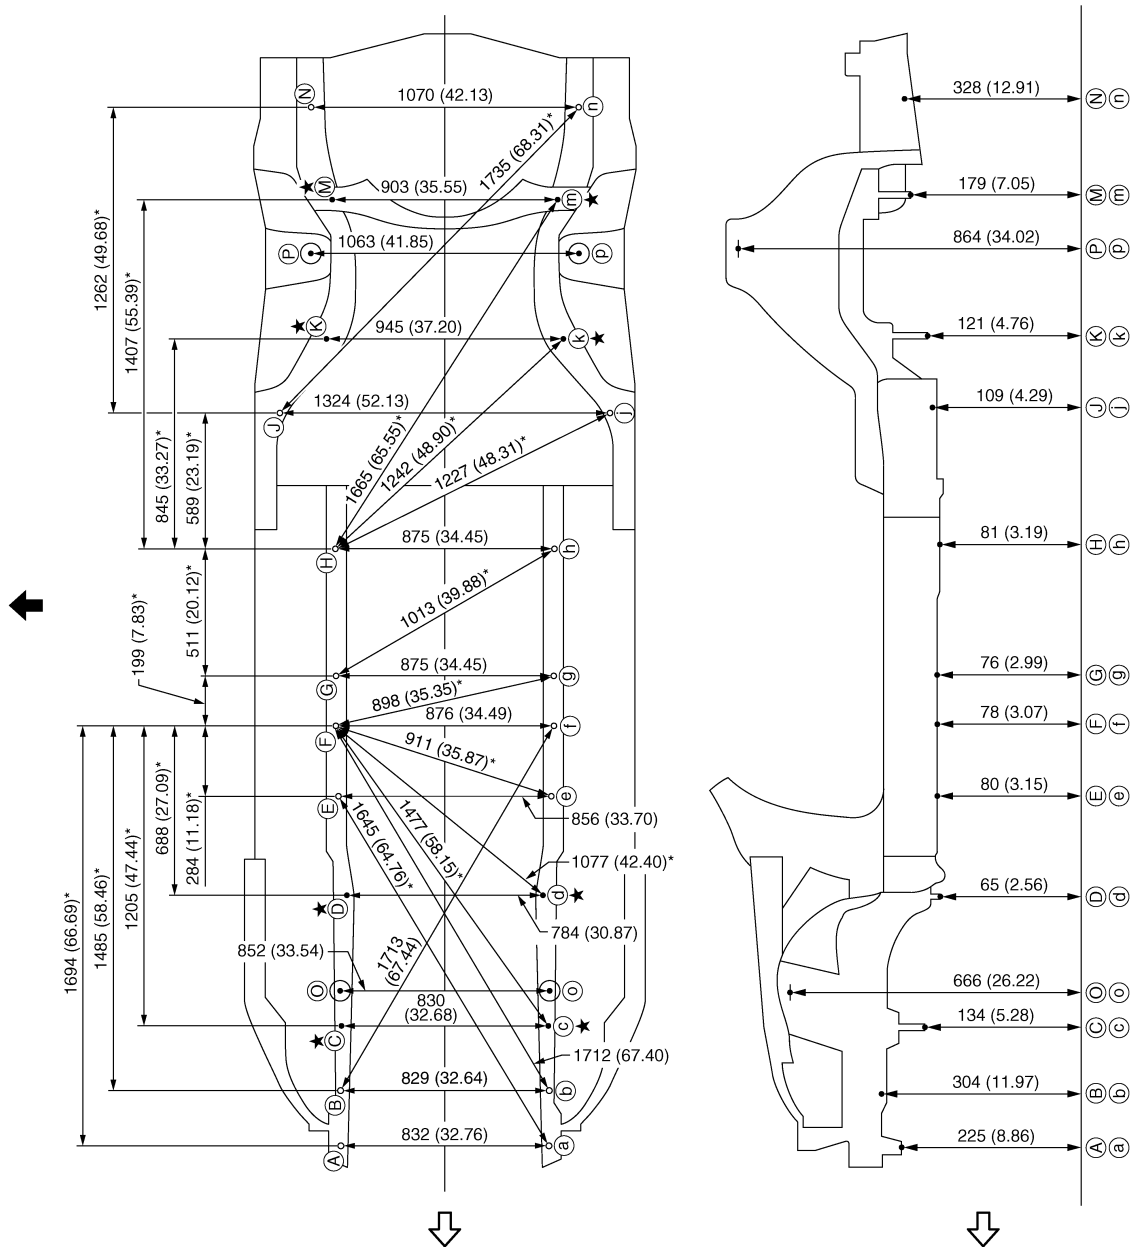 N
1070 (42.13)
n
328 (12.91)
N n
1735 (68.31)*
★ M
903 (35.55)
m ★
179 (7.05)
M m
P
1063 (41.85)
p
864 (34.02)
P p
1262 (49.68)*
1407 (55.39)*
★ K
945 (37.20)
k ★
121 (4.76)
K k
J
1324 (52.13)
j
109 (4.29)
J j
845 (33.27)*
589 (23.19)*
1665 (65.55)*
1242 (48.90)*
1227 (48.31)*
H
875 (34.45)
h
81 (3.19)
H h
199 (7.83)*
511 (20.12)*
1013 (39.88)*
G
875 (34.45)
g
76 (2.99)
G g
898 (35.35)*
F
876 (34.49)
f
78 (3.07)
F f
911 (35.87)*
E
e
856 (33.70)
80 (3.15)
E e
1694 (66.69)*
1485 (58.46)*
1205 (47.44)*
688 (27.09)*
284 (11.18)*
1645 (64.76)*
1477 (58.15)*
1077 (42.40)*
★ D
d ★
784 (30.87)
65 (2.56)
D d
852 (33.54)
1713
(67.44)
O
o
666 (26.22)
O o
830
(32.68)
★ C
c ★
134 (5.28)
C c
1712 (67.40)
B
829 (32.64)
b
304 (11.97)
B b
A
832 (32.76)
a
225 (8.86)
A a